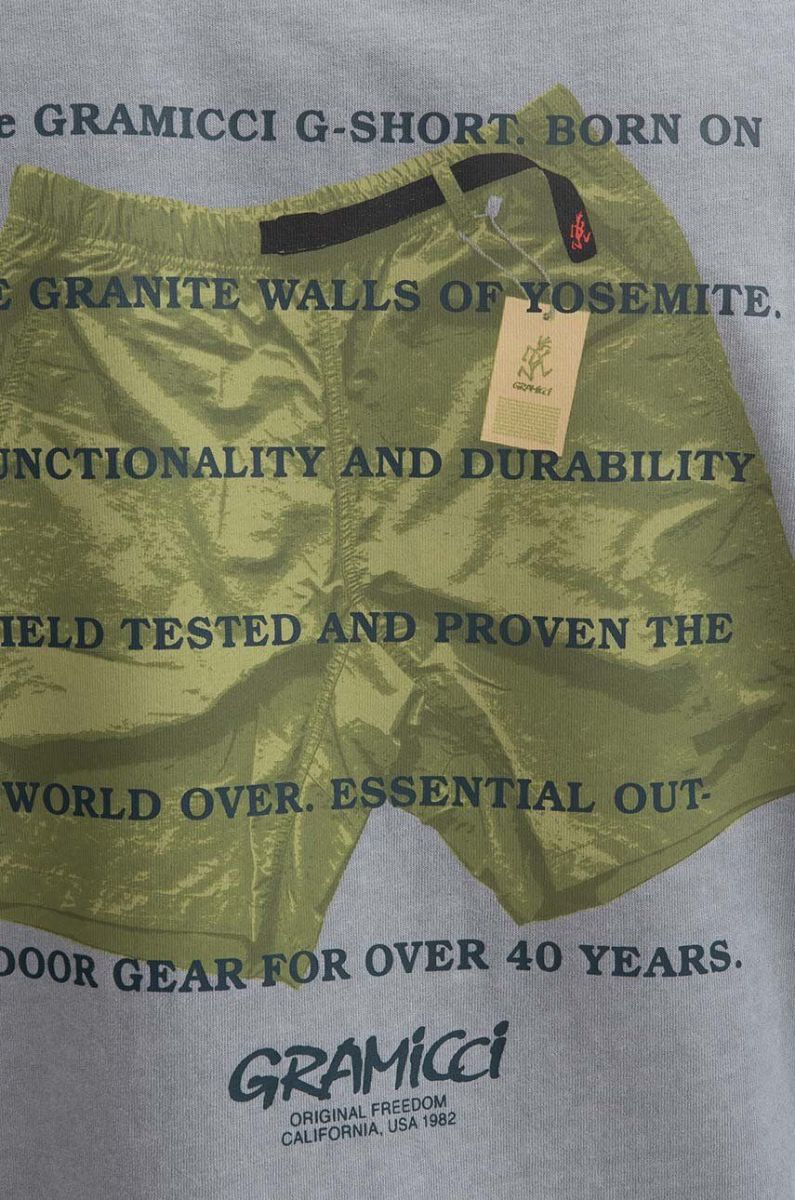 e GRAMICCI G-SHORT. BORN ON
E GRANITE WALLS OF YOSEMITE.
GRAMiCCi
UNCTIONALITY AND DURABILITY
IELD TESTED AND PROVEN THE
WORLD OVER. ESSENTIAL OUT-
DOOR GEAR FOR OVER 40 YEARS.
GRAMiCCi
ORIGINAL FREEDOM
CALIFORNIA, USA 1982